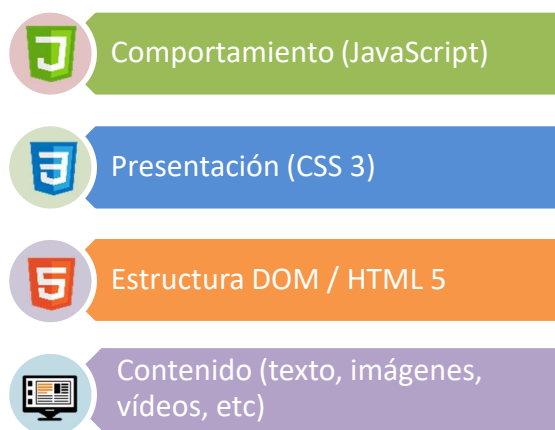 Comportamiento (JavaScript)
Presentación (CSS 3)
Estructura DOM / HTML 5
Contenido (texto, imágenes,
vídeos, etc)